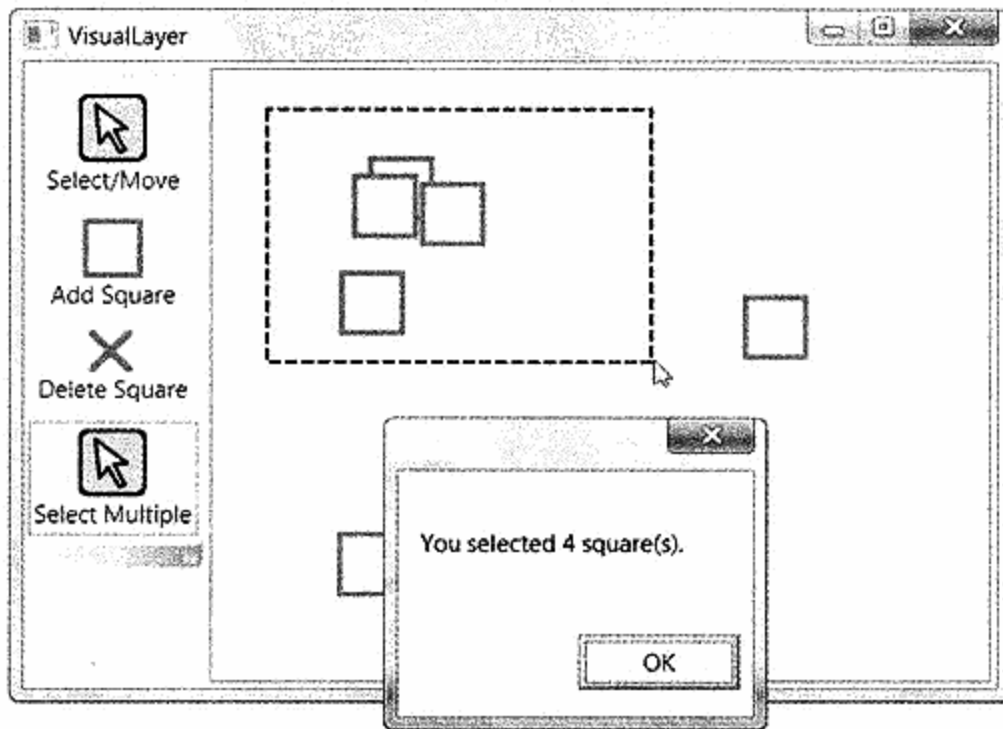 VisualLayer
Select/Move
Add Square
Delete Square
Select Multiple
You selected 4 square(s).
OK